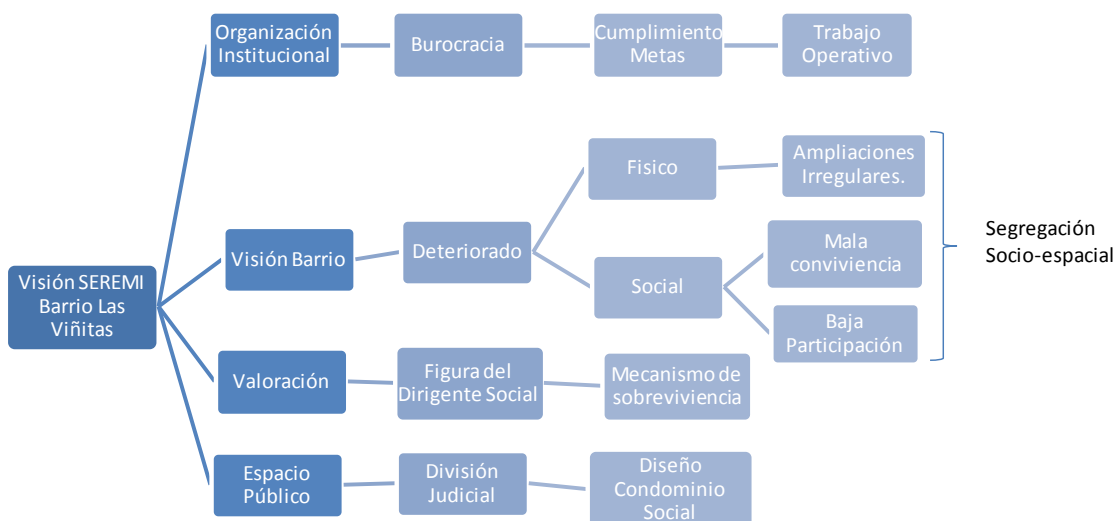 Organización
Institucional
Burocracia
Cumplimiento
Metas
Trabajo
Operativo
Visión SEREMI
Barrio Las
Viñitas
Visión Barrio
Deteriorado
Fisico
Ampliaciones
Irregulares.
Social
Mala
conviviencia
Baja
Participación
Segregación
Socio-espacial
Valoración
Figura del
Dirigente Social
Mecanismo de
sobreviviencia
Espacio
Público
División
Judicial
Diseño
Condominio
Social